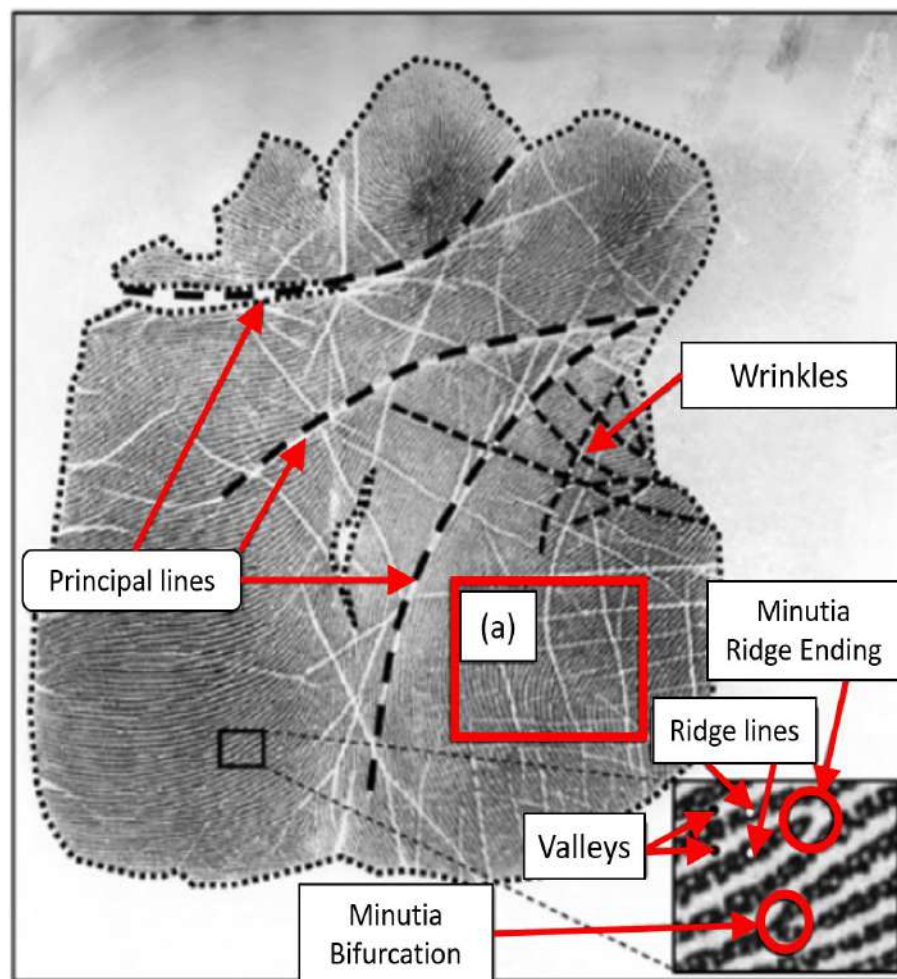 Wrinkles
Principal lines
(a)
Minutia
Ridge Ending
Ridge lines
Valleys
Minutia
Bifurcation